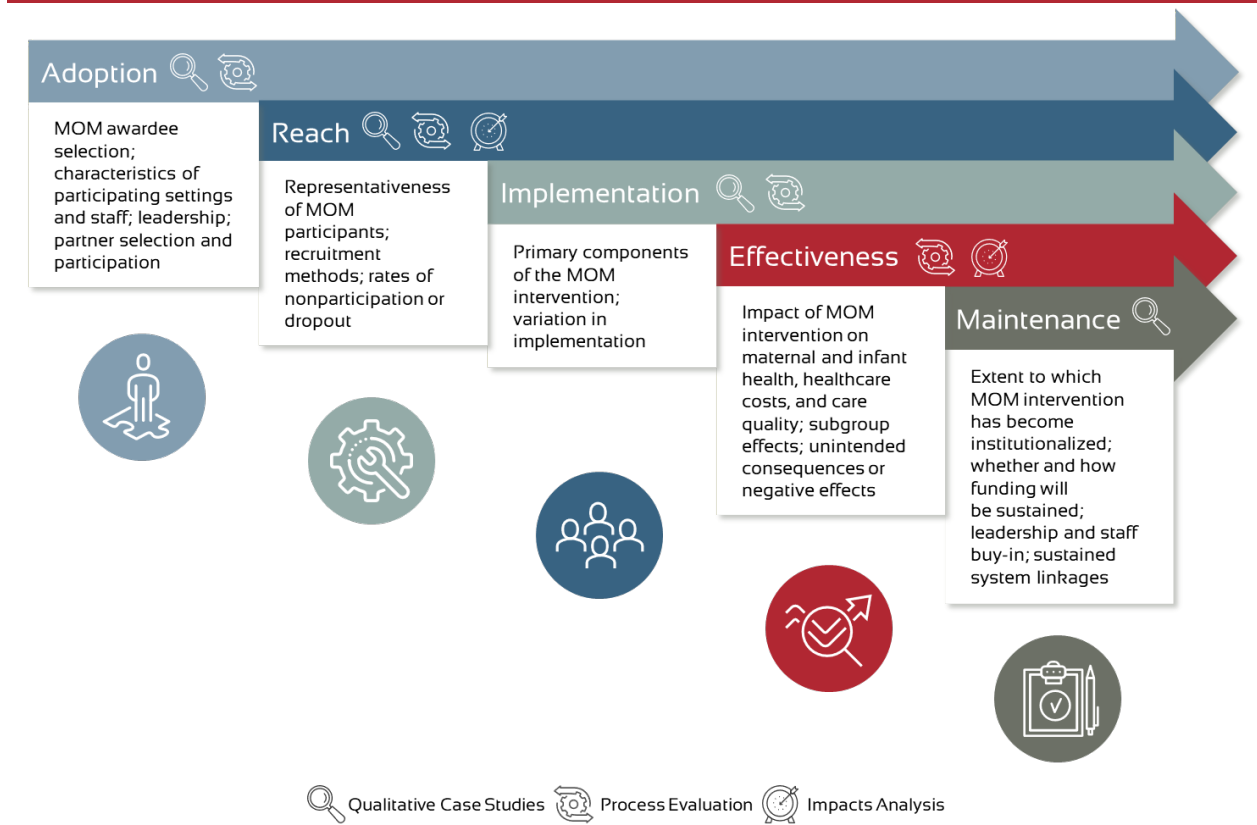 Adoption
MOM awardee
selection;
characteristics of
participating settings
and staff; leadership;
partner selection and
participation
Reach
Representativeness
of MOM
participants;
recruitment
methods; rates of
nonparticipation or
dropout
Implementation
Primary components
of the MOM
intervention;
variation in
implementation
Effectiveness
Impact of MOM
intervention on
maternal and infant
health, healthcare
costs, and care
quality; subgroup
effects; unintended
consequences or
negative effects
Maintenance
Extent to which
MOM intervention
has become
institutionalized;
whether and how
funding will
be sustained;
leadership and staff
buy-in; sustained
system linkages
Qualitative Case Studies Process Evaluation Impacts Analysis